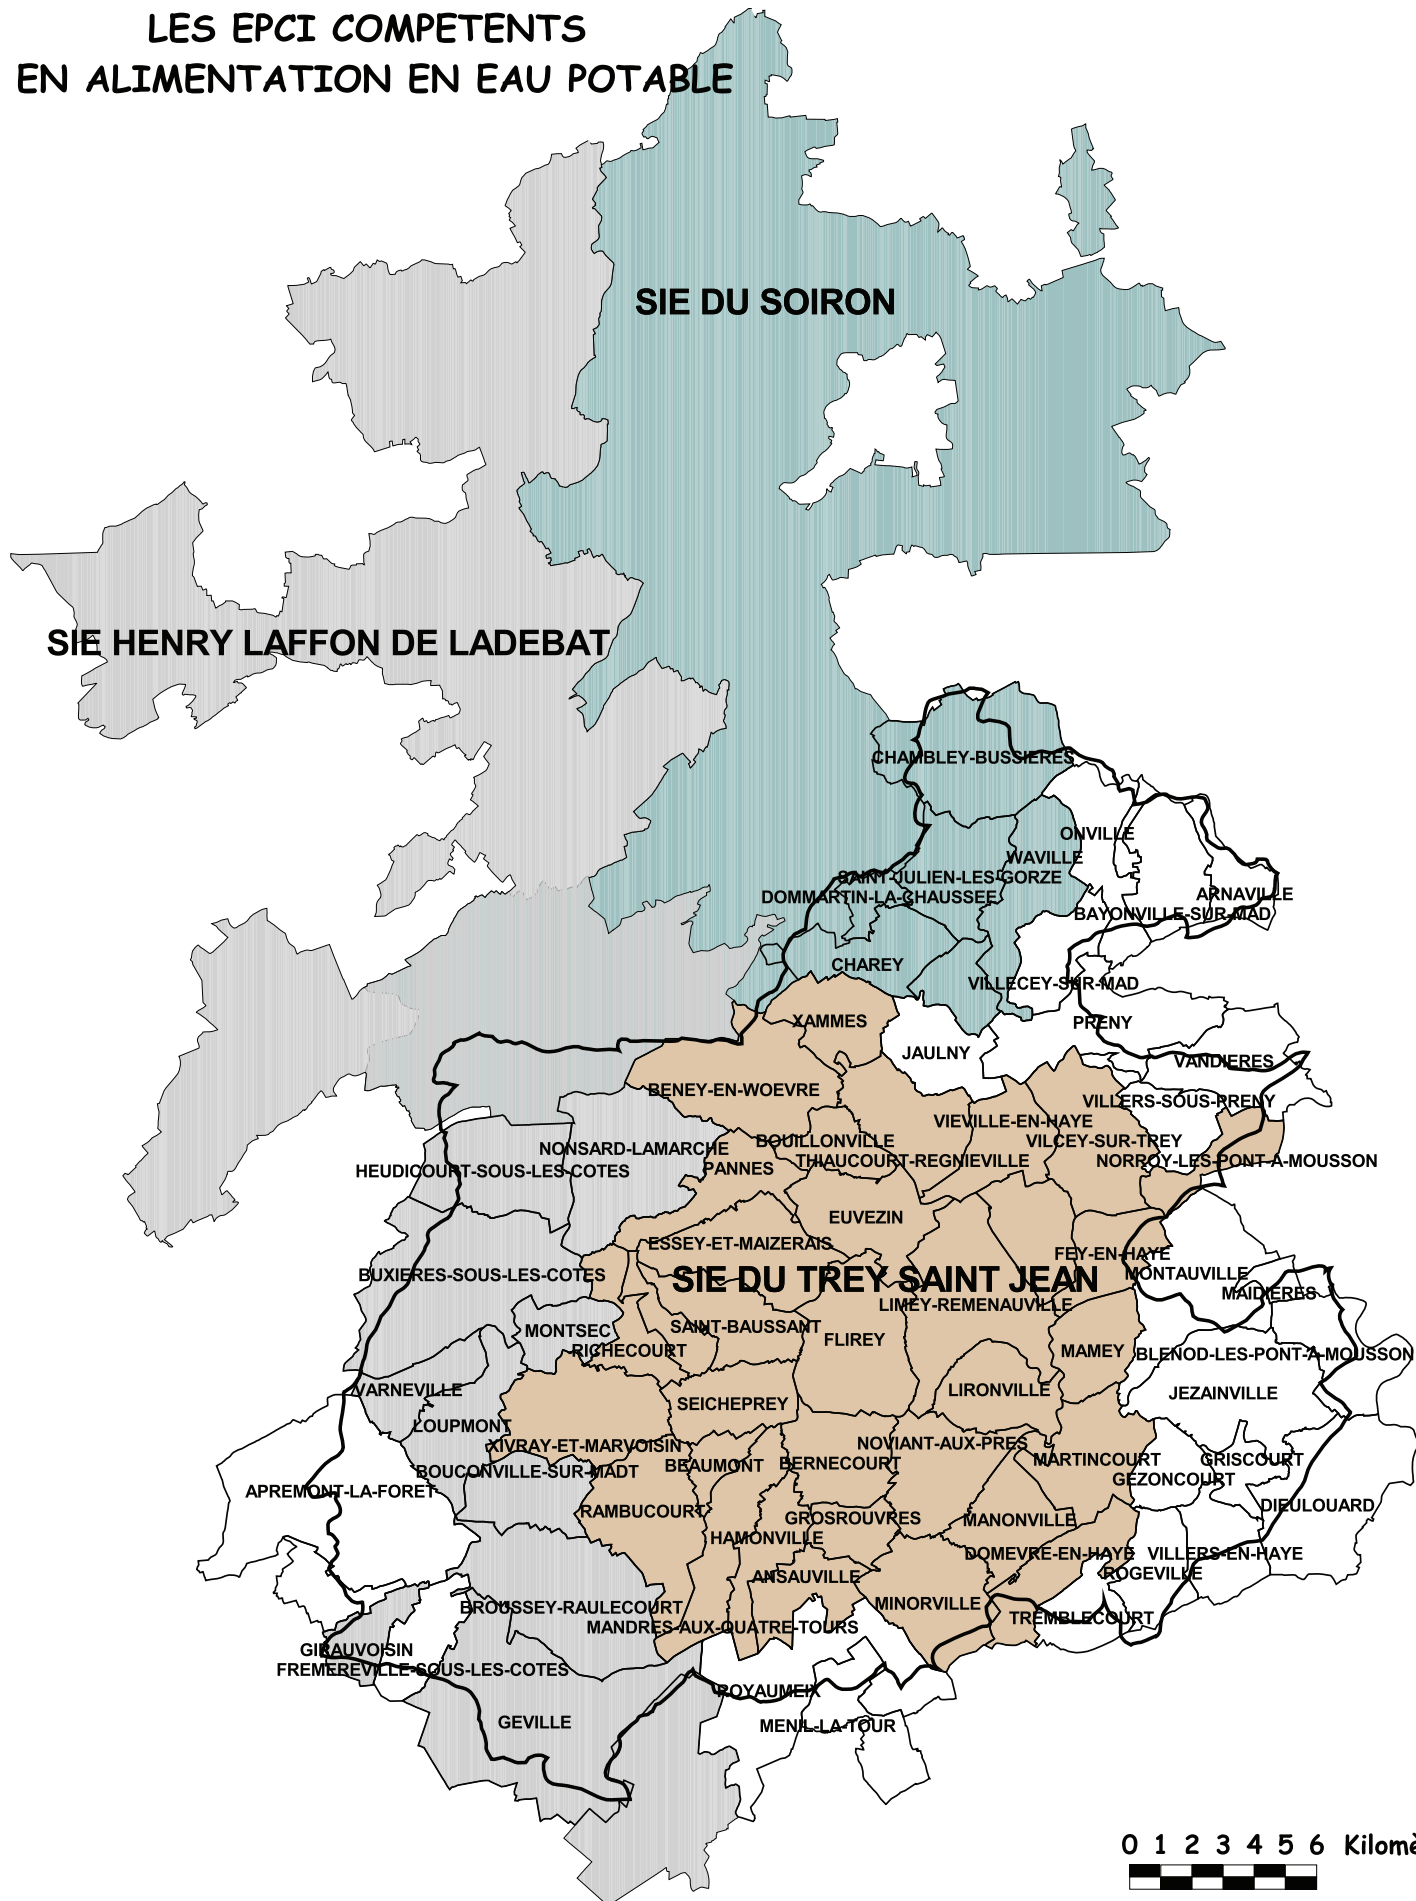 LES EPCI COMPETENTS
EN ALIMENTATION EN EAU POTABLE
SIE DU SOIRON
SIE HENRY LAFFON DE LADEBAT
CHAMBLEY-BUSSIERES
ONVILLE
WAVILLE
SAINT-JULIEN-LES-GORZE
DOMMARTIN-LA-CHAUSSEE
ARNAVILLE
BAYONVILLE-SUR-MAD
CHAREY
VILLECEY-SUR-MAD
XAMMES
PRENY
JAULNY
VANDIERES
BENEY-EN-WOEVRE
VILLERS-SOUS-PRENY
VIEVILLE-EN-HAYE
BOUILLONVILLE
VILCEY-SUR-TREY
NONSARD-LAMARCHE
THIAUCOURT-REGNIEVILLE
NORROY-LES-PONT-A-MOUSSON
HEUDICOURT-SOUS-LES-COTES
PANNES
EUVEZIN
ESSEY-ET-MAIZERAIS
FEY-EN-HAYE
BUXIERES-SOUS-LES-COTES
SIE DU TREY SAINT JEAN
MONTAUVILLE
MAIDIERES
LIMEY-REMENAUVILLE
MONTSEC
SAINT-BAUSSANT
FLIREY
RICHECOURT
MAMEY
BLENOD-LES-PONT-A-MOUSSON
VARNEVILLE
LIRONVILLE
JEZAINVILLE
SEICHEPREY
LOUPMONT
XIVRAY-ET-MARVOISIN
NOVIANT-AUX-PRES
BEAUMONT
BERNECOURT
MARTINCOURT
GRISCOURT
BOUCONVILLE-SUR-MADT
GEZONCOURT
APREMONT-LA-FORET
DIEULOUARD
RAMBUCOURT
GROSROUVRES
MANONVILLE
HAMONVILLE
DOMEVRE-EN-HAYE
VILLERS-EN-HAYE
ROGEVILLE
ANSAUVILLE
MINORVILLE
BROUSSEY-RAULECOURT
TREMBLECOURT
MANDRES-AUX-QUATRE-TOURS
GIRAUVOISIN
FREMEREVILLE-SOUS-LES-COTES
ROYAUMEIX
GEVILLE
MENIL-LA-TOUR
0 1 2 3 4 5 6 Kilomè